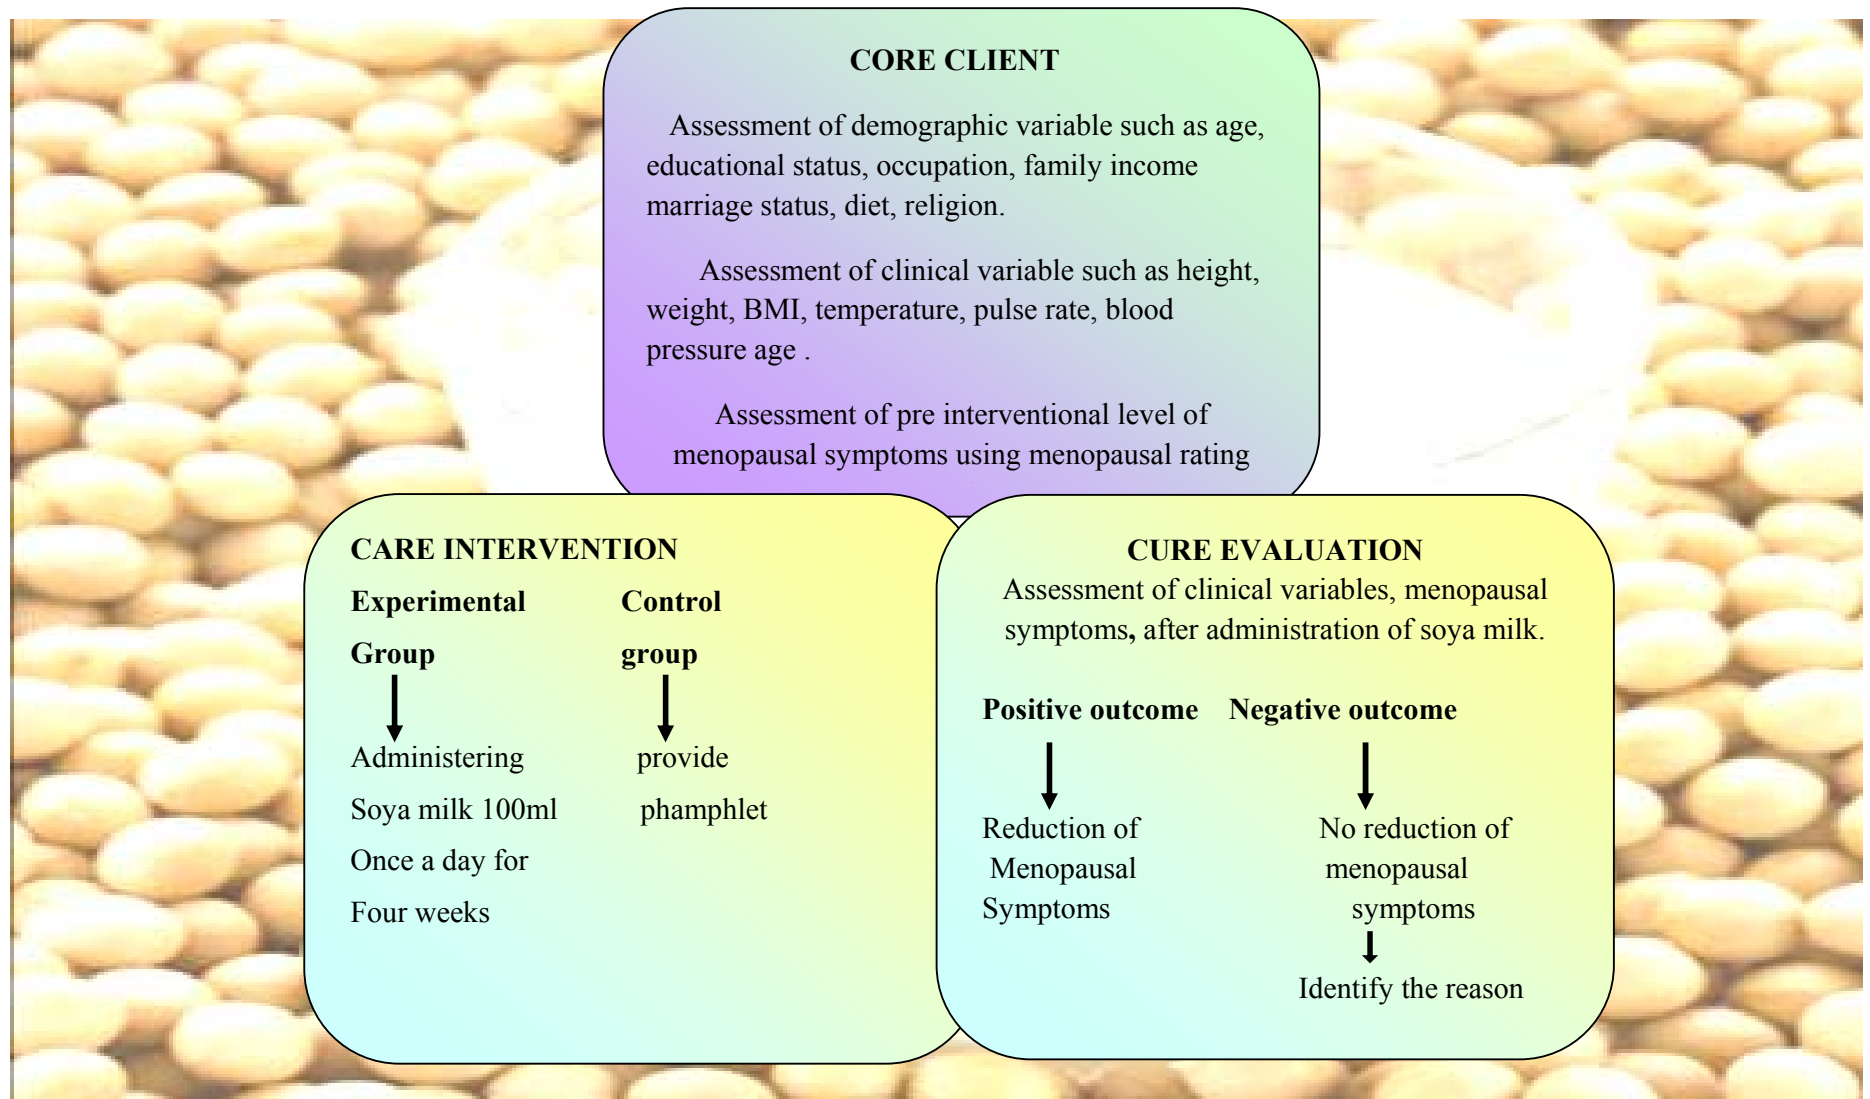 CORE CLIENT
Assessment of demographic variable such as age,
educational status, occupation, family income
marriage status, diet, religion.
Assessment of clinical variable such as height,
weight, BMI, temperature, pulse rate, blood
pressure age .
Assessment of pre interventional level of
menopausal symptoms using menopausal rating
CARE INTERVENTION
Experimental Control
Group group
Administering provide
Soya milk 100ml phamphlet
Once a day for
Four weeks
CURE EVALUATION
Assessment of clinical variables, menopausal
symptoms, after administration of soya milk.
Positive outcome Negative outcome
Reduction of No reduction of
Menopausal menopausal
Symptoms symptoms
Identify the reason